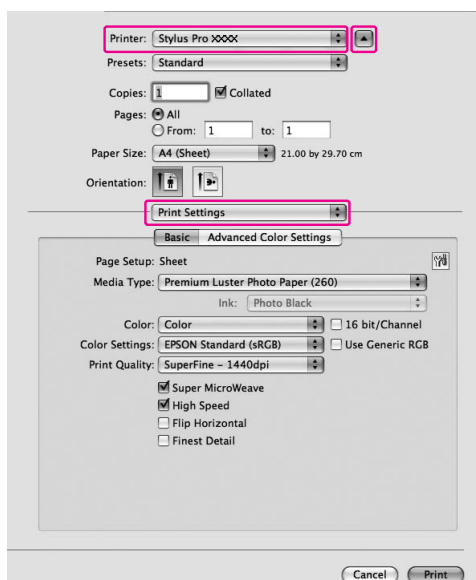 Printer: Stylus Pro XXXX
Presets: Standard
Copies: 1 Collated
Pages: All
From: 1 to: 1
Paper Size: A4 (Sheet) 21.00 by 29.70 cm
Orientation:
Print Settings
Basic Advanced Color Settings
Page Setup: Sheet
Media Type: Premium Luster Photo Paper (260)
Ink: Photo Black
Color: Color 16 bit/Channel
Color Settings: EPSON Standard (sRGB) Use Generic RGB
Print Quality: SuperFine – 1440dpi
Super MicroWeave
High Speed
Flip Horizontal
Finest Detail
Cancel Print